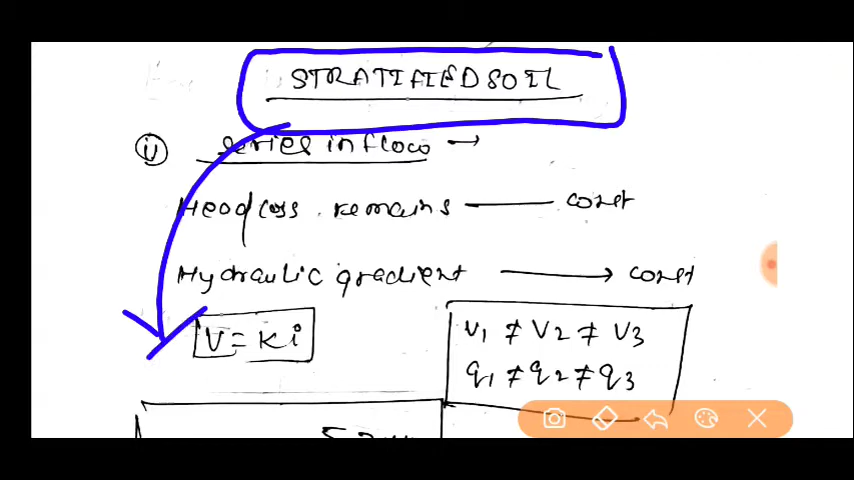 STRATIFIED SOIL
(i) series in flow →
Head loss remains — const
Hydraulic gradient → const
V = Ki
V1 ≠ V2 ≠ V3
q1 ≠ q2 ≠ q3